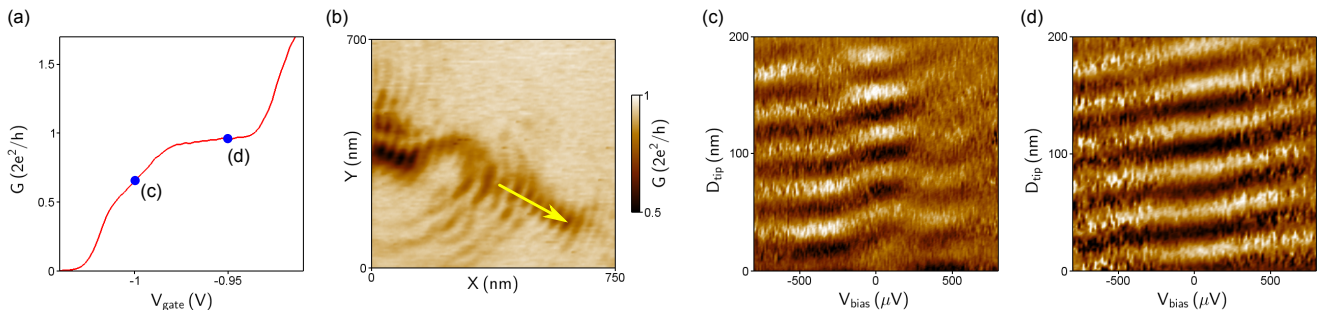 (a)
1.5
1
0.5
0
G (2e²/h)
(c)
(d)
-1
-0.95
V_gate (V)
(b)
700
Y (nm)
0
0
X (nm)
750
1
G (2e²/h)
0.5
(c)
200
D_tip (nm)
100
0
-500
0
500
V_bias (μV)
(d)
200
D_tip (nm)
100
0
-500
0
500
V_bias (μV)